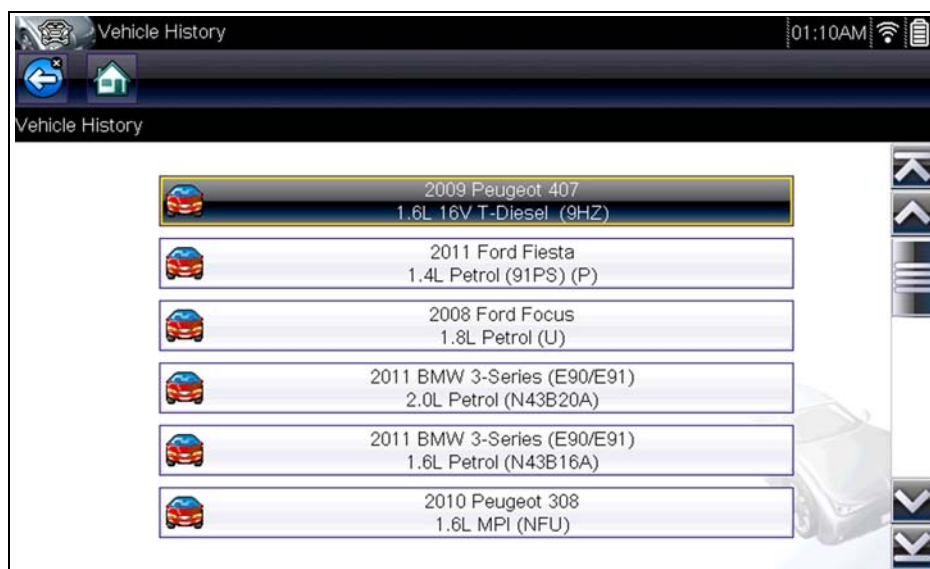 Vehicle History
01:10AM
Vehicle History
2009 Peugeot 407
1.6L 16V T-Diesel (9HZ)
2011 Ford Fiesta
1.4L Petrol (91PS) (P)
2008 Ford Focus
1.8L Petrol (U)
2011 BMW 3-Series (E90/E91)
2.0L Petrol (N43B20A)
2011 BMW 3-Series (E90/E91)
1.6L Petrol (N43B16A)
2010 Peugeot 308
1.6L MPI (NFU)